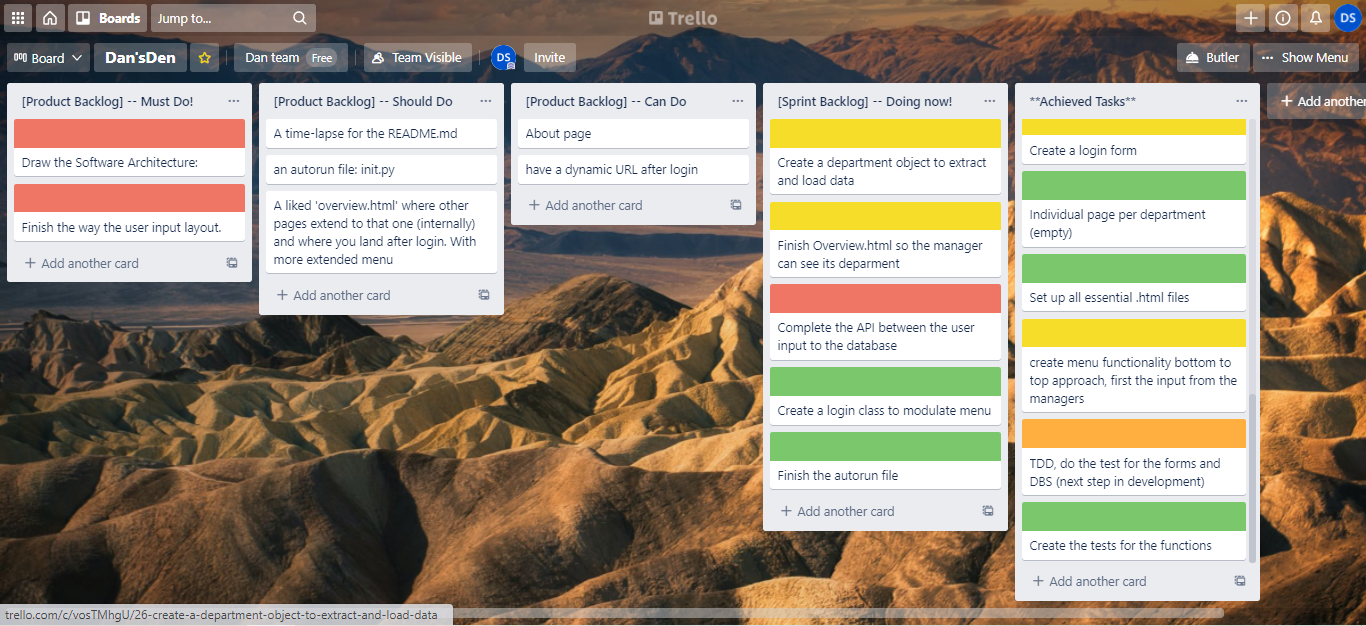 Boards
Jump to...
Trello
DS
Board
Dan'sDen
Dan team Free
Team Visible
DS
Invite
Butler
Show Menu
[Product Backlog] -- Must Do!
Draw the Software Architecture:
Finish the way the user input layout.
Add another card
[Product Backlog] -- Should Do
A time-lapse for the README.md
an autorun file: init.py
A liked 'overview.html' where other
pages extend to that one (internally)
and where you land after login. With
more extended menu
Add another card
[Product Backlog] -- Can Do
About page
have a dynamic URL after login
Add another card
[Sprint Backlog] -- Doing now!
Create a department object to extract
and load data
Finish Overview.html so the manager
can see its deparment
Complete the API between the user
input to the database
Create a login class to modulate menu
Finish the autorun file
Add another card
**Achieved Tasks**
Create a login form
Individual page per department
(empty)
Set up all essential .html files
create menu functionality bottom to
top approach, first the input from the
managers
TDD, do the test for the forms and
DBS (next step in development)
Create the tests for the functions
Add another card
Add another
trello.com/c/vosTMhgU/26-create-a-department-object-to-extract-and-load-data